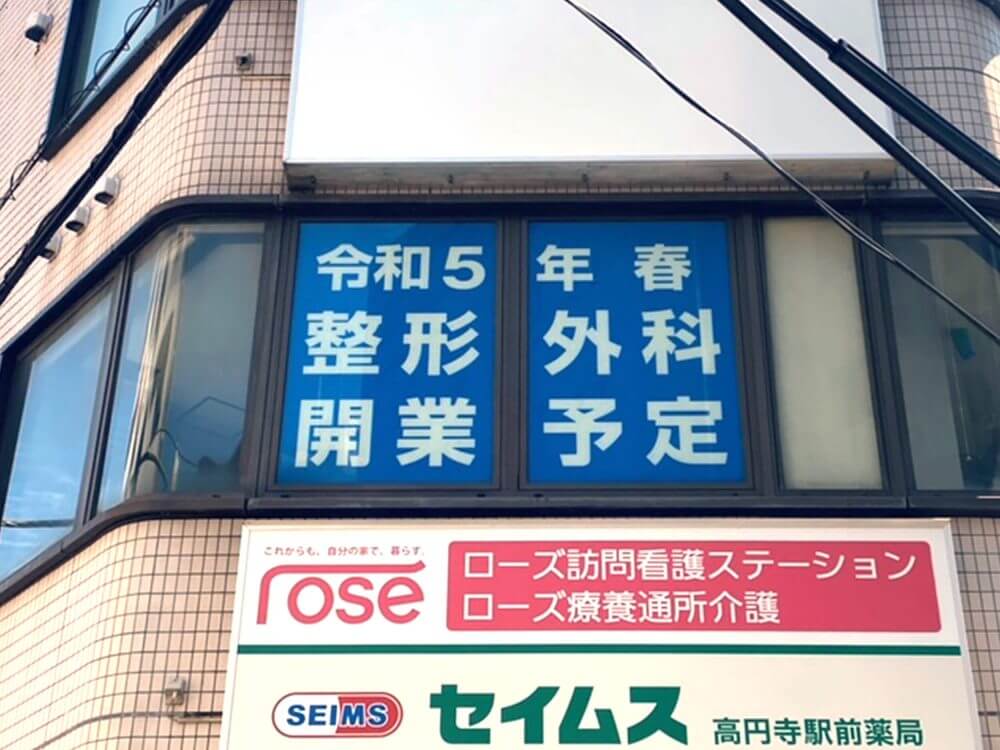 令和5年春
整形外科
開業予定
これからも、自分の家で、暮らす。
rose
ローズ訪問看護ステーション
ローズ療養通所介護
SEIMS
セイムス
高円寺駅前薬局